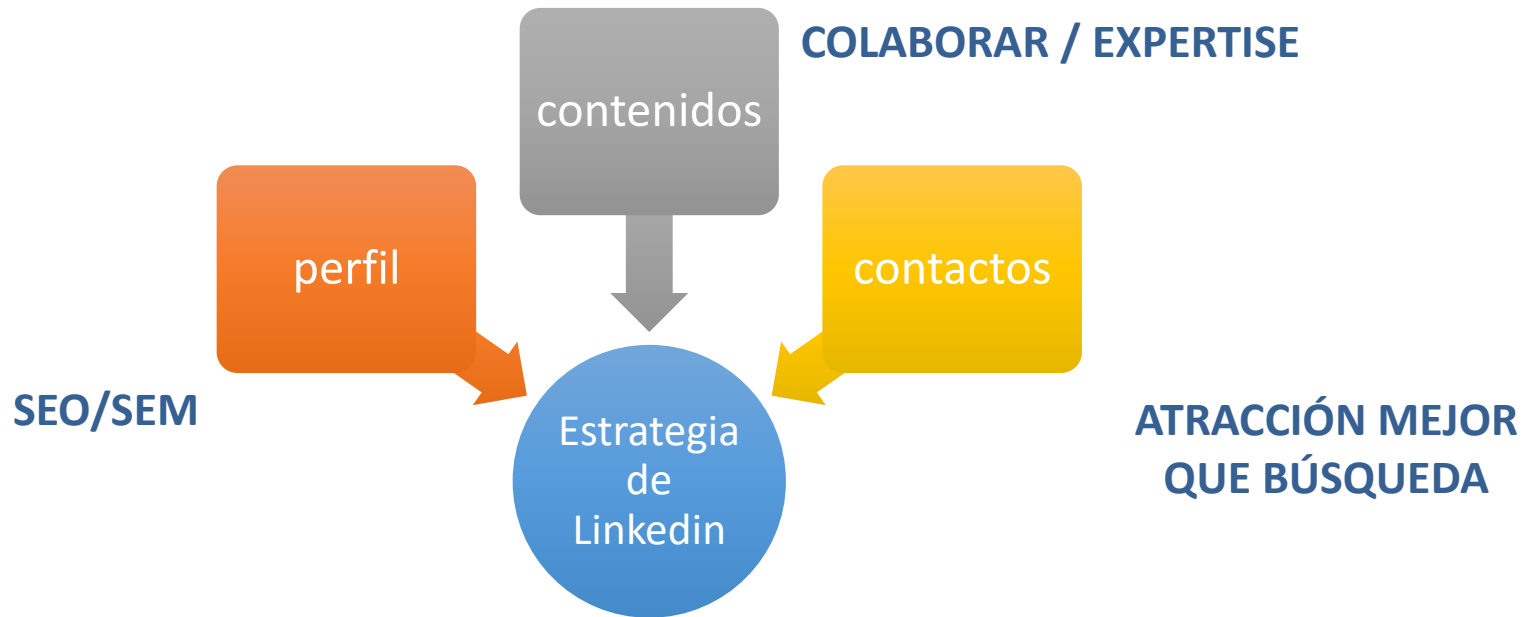 COLABORAR / EXPERTISE
contenidos
perfil
contactos
SEO/SEM
ATRACCIÓN MEJOR
QUE BÚSQUEDA
Estrategia
de
Linkedin